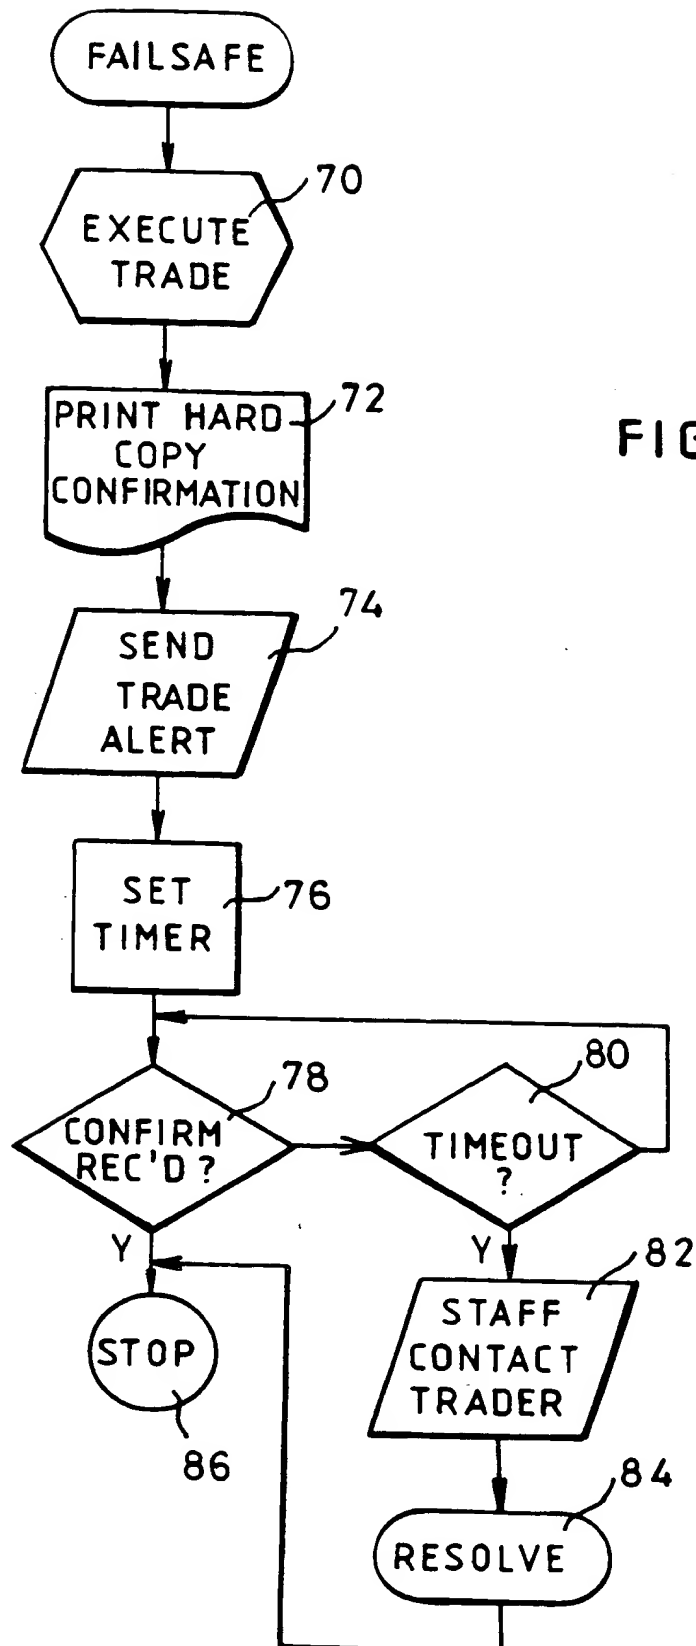 FAILSAFE
70
EXECUTE
TRADE
72
PRINT HARD
COPY
CONFIRMATION
FIG
74
SEND
TRADE
ALERT
SET
TIMER
76
78
CONFIRM
REC'D ?
80
TIMEOUT
?
Y
Y
82
STAFF
CONTACT
TRADER
STOP
86
84
RESOLVE